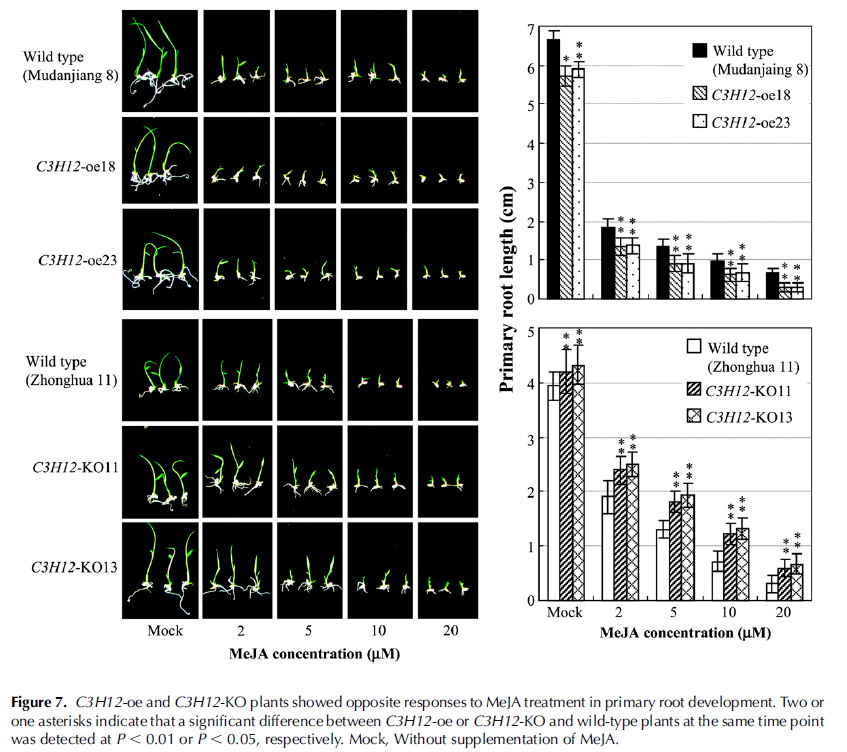 Wild type
(Mudanjiang 8)
C3H12-oe18
C3H12-oe23
Wild type
(Zhonghua 11)
C3H12-KO11
C3H12-KO13
Mock 2 5 10 20
MeJA concentration (μM)
Primary root length (cm)
7
6
5
4
3
2
1
0
Wild type
(Mudanjaing 8)
C3H12-oe18
C3H12-oe23
5
4
3
2
1
0
Wild type
(Zhonghua 11)
C3H12-KO11
C3H12-KO13
Mock 2 5 10 20
MeJA concentration (μM)
Figure 7. C3H12-oe and C3H12-KO plants showed opposite responses to MeJA treatment in primary root development. Two or
one asterisks indicate that a significant difference between C3H12-oe or C3H12-KO and wild-type plants at the same time point
was detected at P < 0.01 or P < 0.05, respectively. Mock, Without supplementation of MeJA.